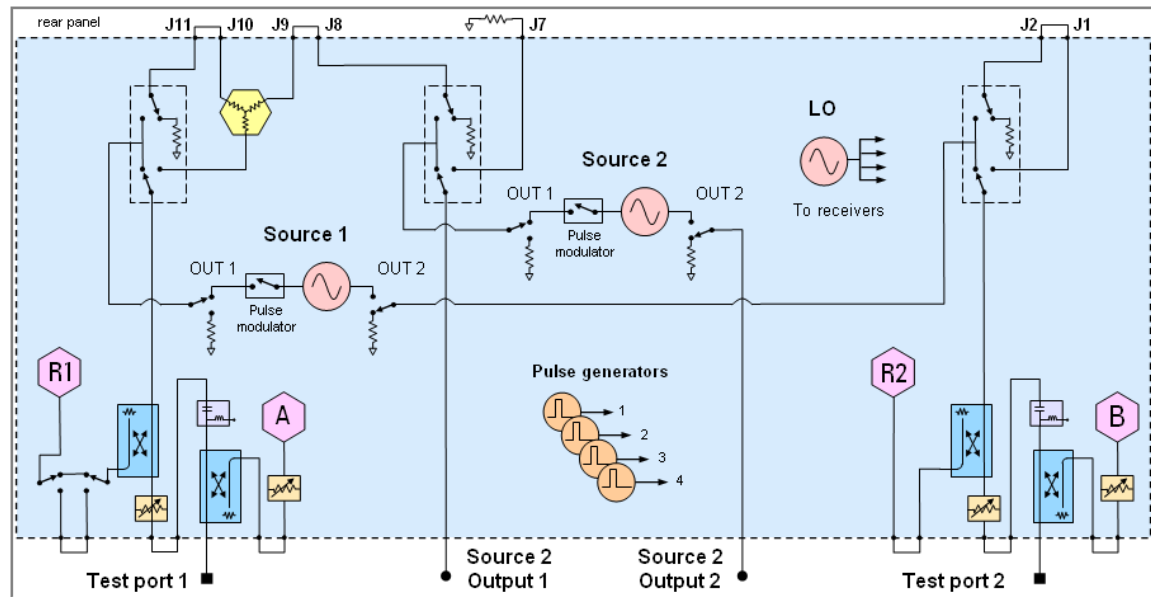 rear panel
J11 J10 J9 J8 J7 J2 J1
LO
To receivers
Source 2
OUT 1
OUT 2
Pulse
modulator
Source 1
OUT 1
OUT 2
Pulse
modulator
R1
A
Pulse generators
1
2
3
4
R2
B
Test port 1
Source 2
Output 1
Source 2
Output 2
Test port 2